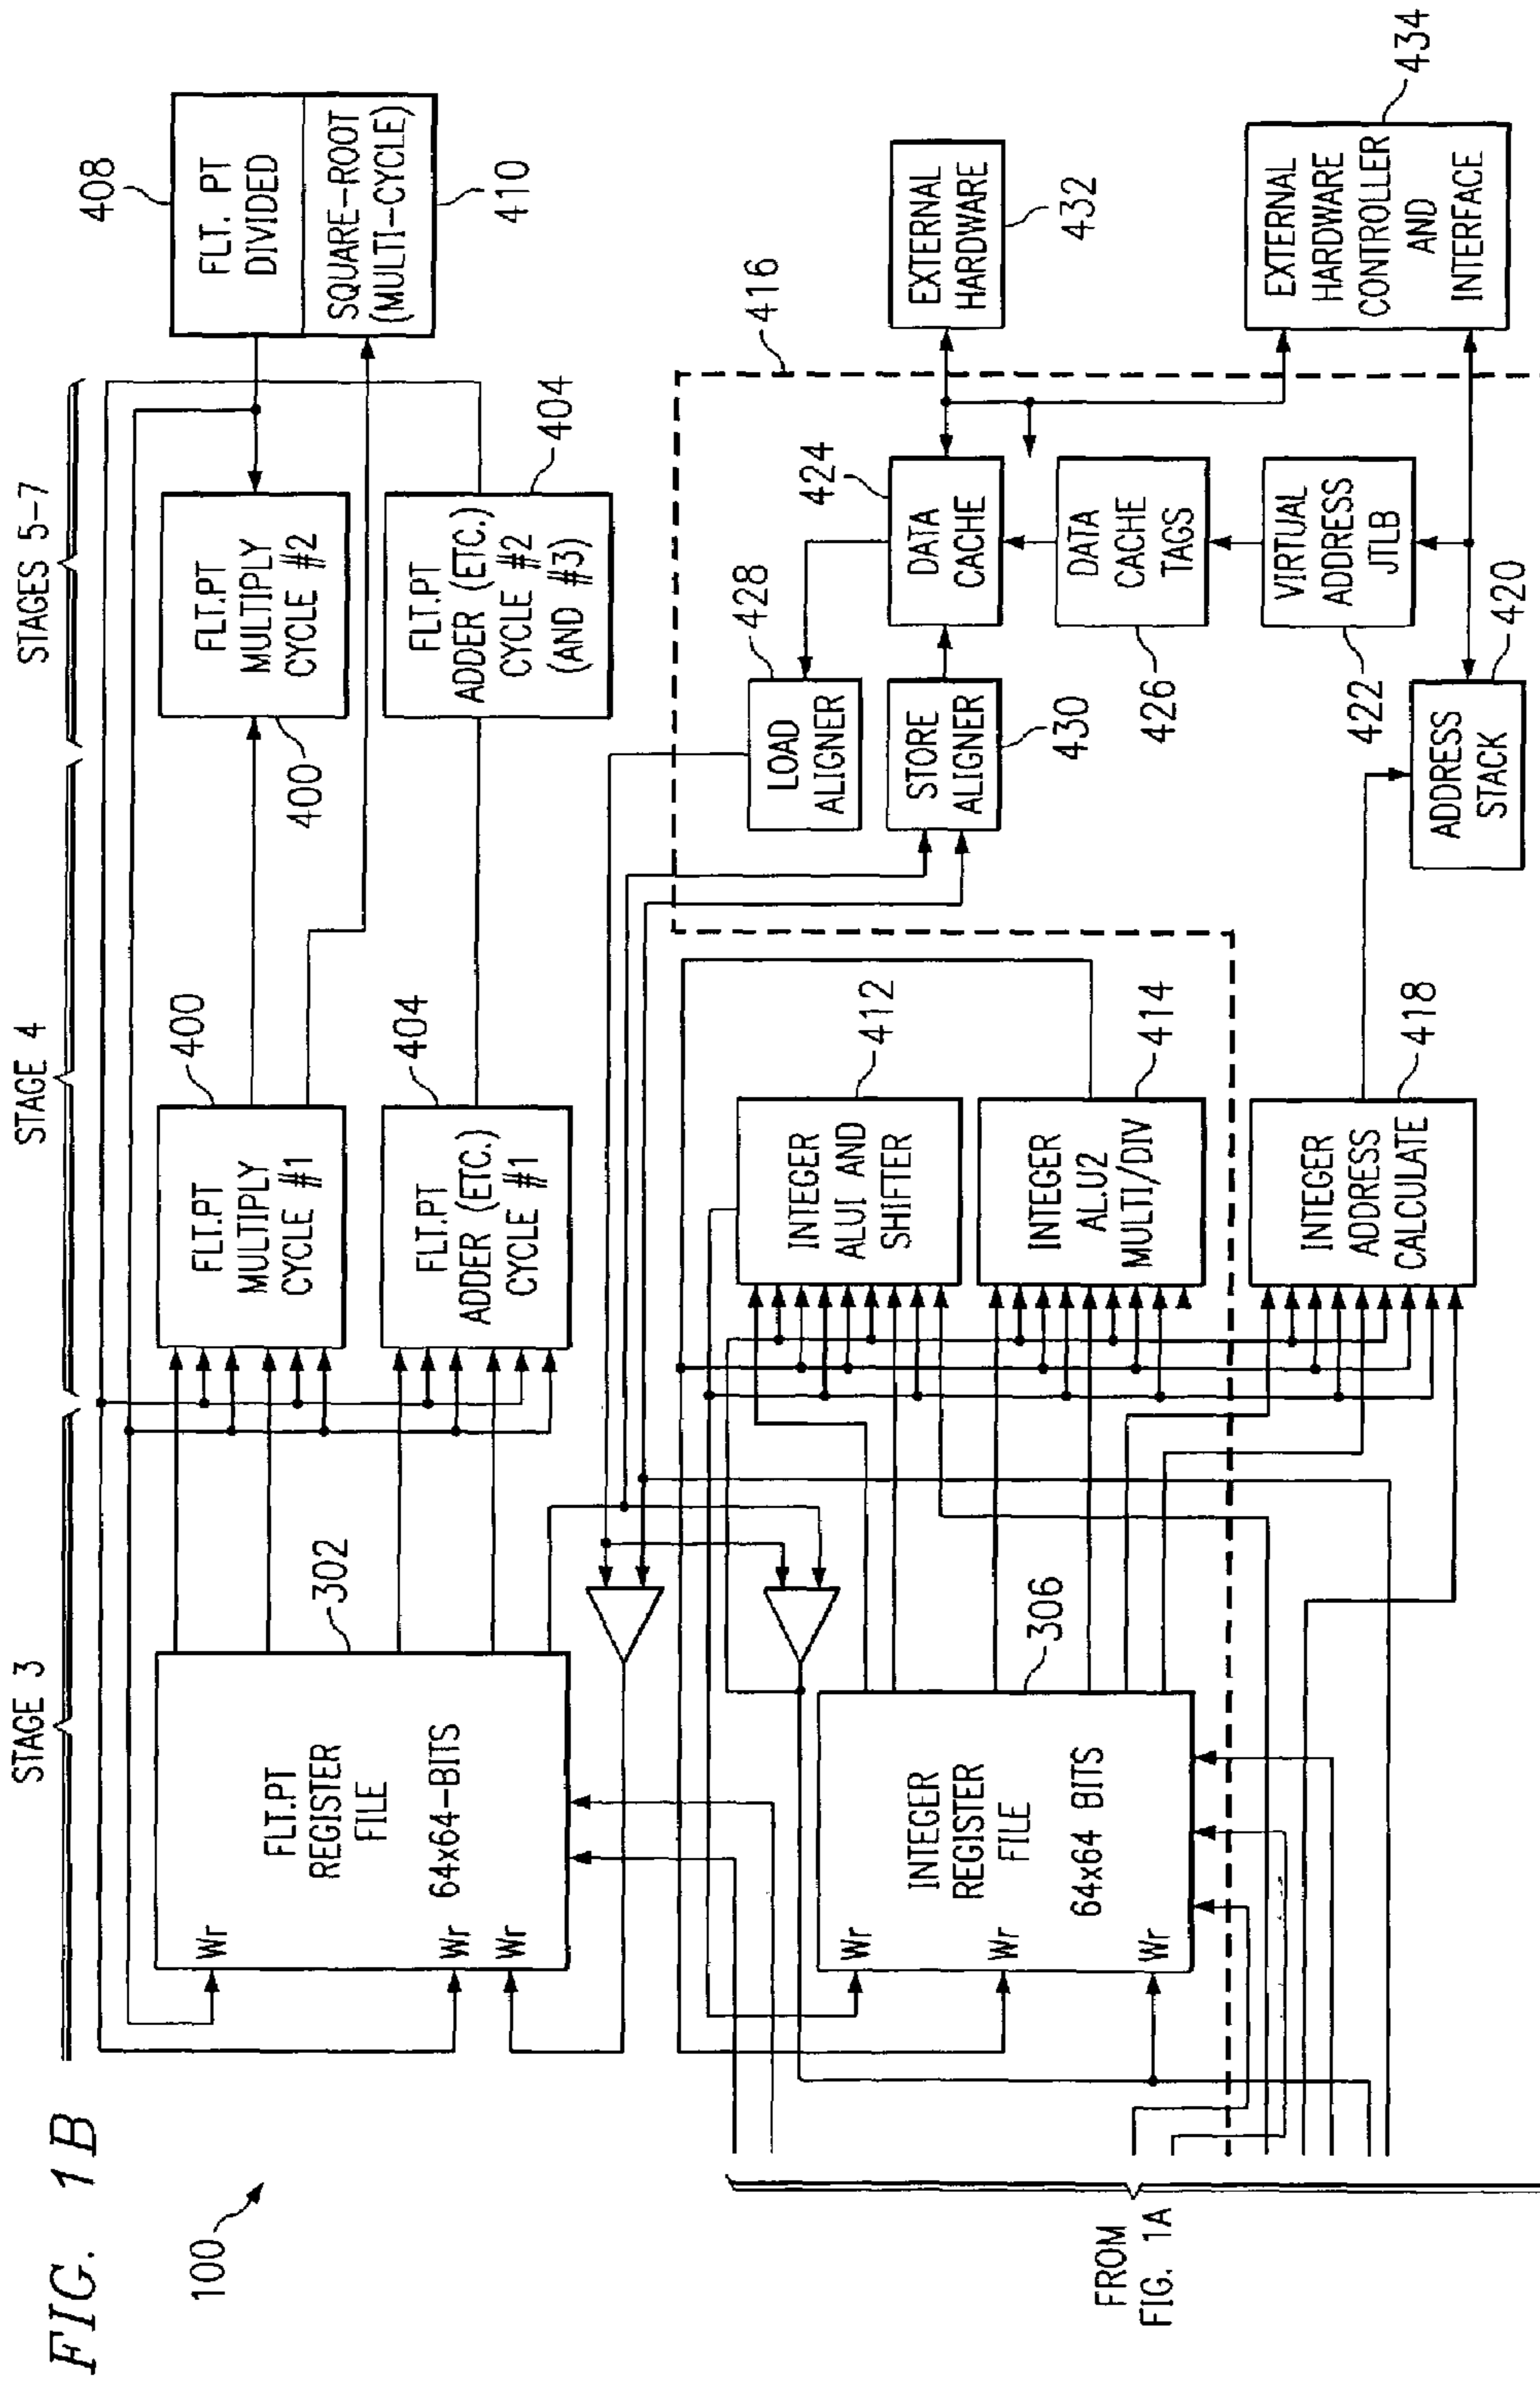 FIG. 1B
100
STAGE 3
STAGE 4
STAGES 5-7
FLT.PT
REGISTER
FILE
64x64-BITS
Wr
Wr
Wr
302
FLT.PT
MULTIPLY
CYCLE #1
400
FLT.PT
ADDER (ETC.)
CYCLE #1
404
FLT.PT
MULTIPLY
CYCLE #2
400
FLT.PT
ADDER (ETC.)
CYCLE #2
(AND #3)
404
FLT. PT
DIVIDED
408
SQUARE-ROOT
(MULTI-CYCLE)
410
416
LOAD
ALIGNER
428
STORE
ALIGNER
430
DATA
CACHE
424
DATA
CACHE
TAGS
426
VIRTUAL
ADDRESS
JTLB
422
ADDRESS
STACK
420
EXTERNAL
HARDWARE
432
EXTERNAL
HARDWARE
CONTROLLER
AND
INTERFACE
434
INTEGER
REGISTER
FILE
64x64 BITS
Wr
Wr
Wr
306
INTEGER
ALUI AND
SHIFTER
412
INTEGER
AL.U2
MULTI/DIV
414
INTEGER
ADDRESS
CALCULATE
418
FROM
FIG. 1A